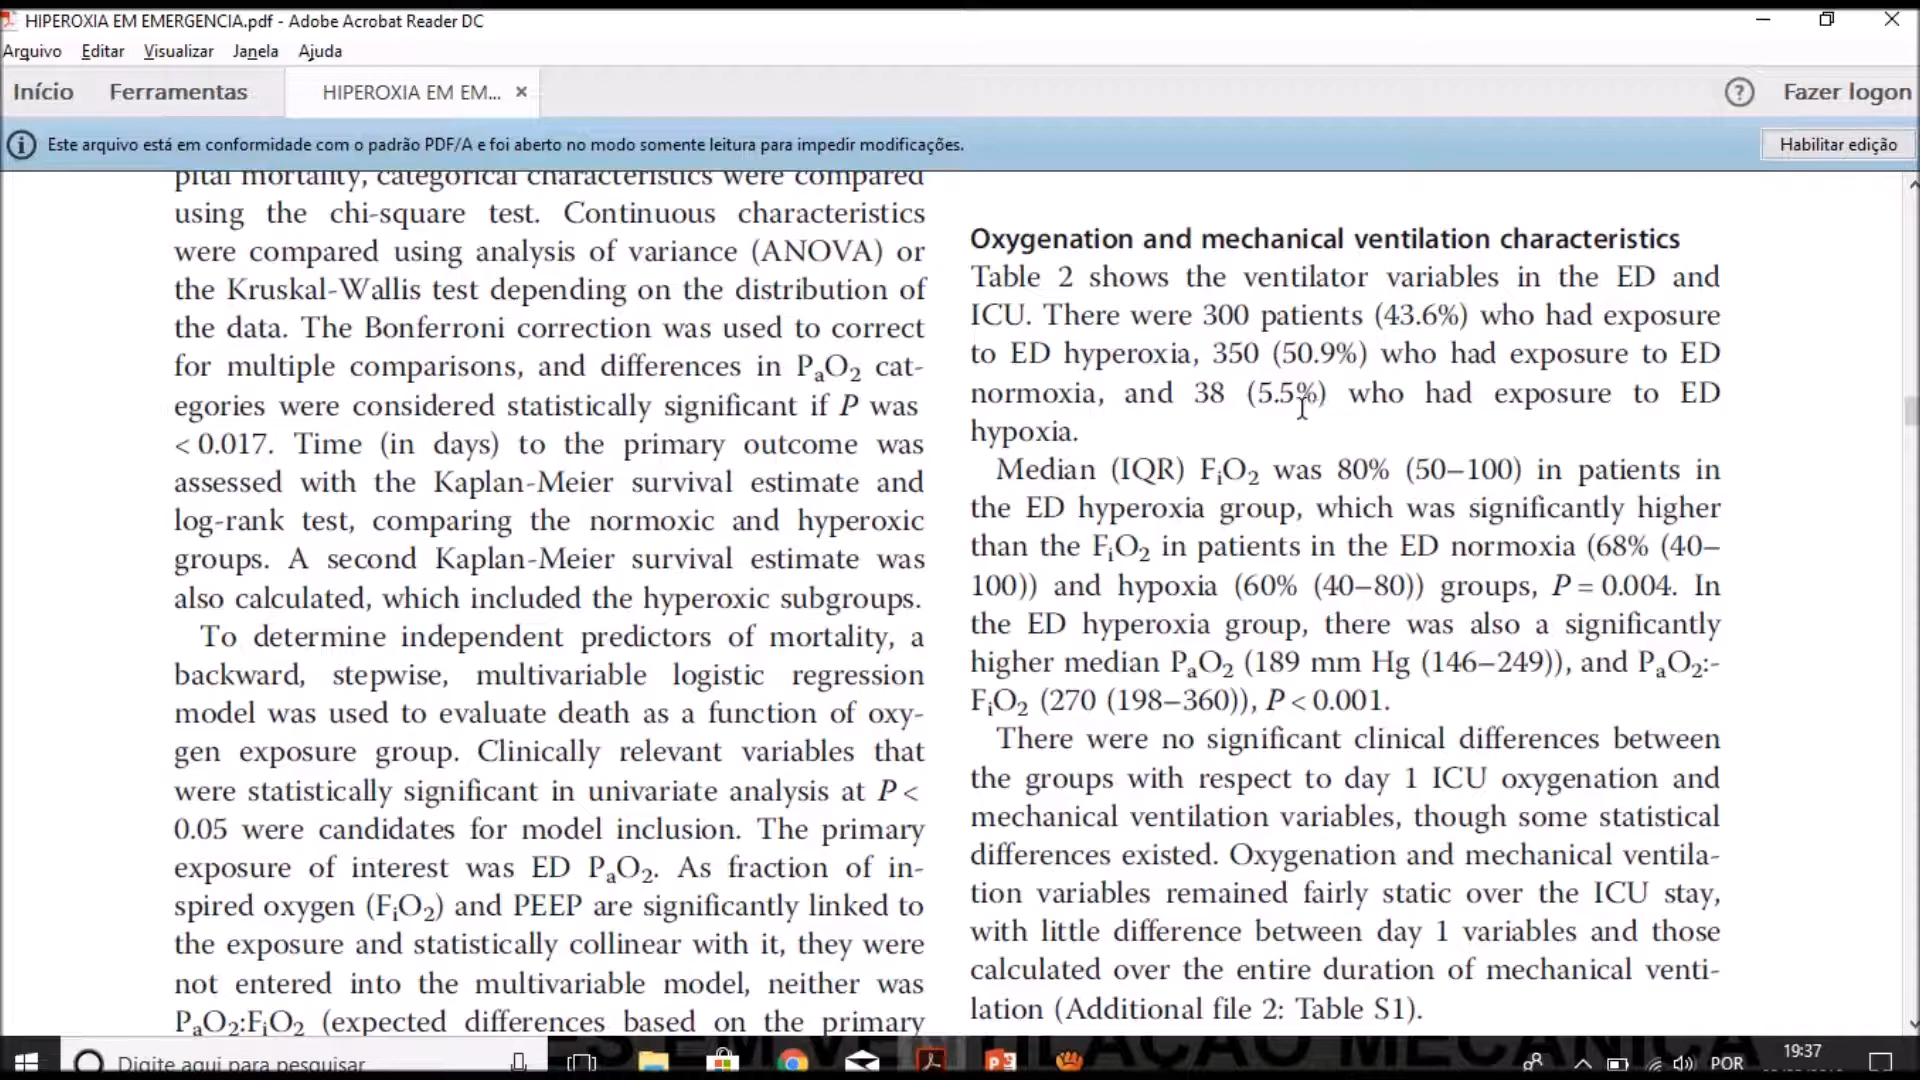 HIPEROXIA EM EMERGENCIA.pdf - Adobe Acrobat Reader DC
Arquivo Editar Visualizar Janela Ajuda
Início Ferramentas HIPEROXIA EM EM... × ? Fazer logon
Este arquivo está em conformidade com o padrão PDF/A e foi aberto no modo somente leitura para impedir modificações. Habilitar edição
pital mortality, categorical characteristics were compared
using the chi-square test. Continuous characteristics
were compared using analysis of variance (ANOVA) or
the Kruskal-Wallis test depending on the distribution of
the data. The Bonferroni correction was used to correct
for multiple comparisons, and differences in PaO2 cat-
egories were considered statistically significant if P was
< 0.017. Time (in days) to the primary outcome was
assessed with the Kaplan-Meier survival estimate and
log-rank test, comparing the normoxic and hyperoxic
groups. A second Kaplan-Meier survival estimate was
also calculated, which included the hyperoxic subgroups.
To determine independent predictors of mortality, a
backward, stepwise, multivariable logistic regression
model was used to evaluate death as a function of oxy-
gen exposure group. Clinically relevant variables that
were statistically significant in univariate analysis at P <
0.05 were candidates for model inclusion. The primary
exposure of interest was ED PaO2. As fraction of in-
spired oxygen (FiO2) and PEEP are significantly linked to
the exposure and statistically collinear with it, they were
not entered into the multivariable model, neither was
PaO2:FiO2 (expected differences based on the primary
Oxygenation and mechanical ventilation characteristics
Table 2 shows the ventilator variables in the ED and
ICU. There were 300 patients (43.6%) who had exposure
to ED hyperoxia, 350 (50.9%) who had exposure to ED
normoxia, and 38 (5.5%) who had exposure to ED
hypoxia.
Median (IQR) FiO2 was 80% (50–100) in patients in
the ED hyperoxia group, which was significantly higher
than the FiO2 in patients in the ED normoxia (68% (40–
100)) and hypoxia (60% (40–80)) groups, P = 0.004. In
the ED hyperoxia group, there was also a significantly
higher median PaO2 (189 mm Hg (146–249)), and PaO2:-
FiO2 (270 (198–360)), P < 0.001.
There were no significant clinical differences between
the groups with respect to day 1 ICU oxygenation and
mechanical ventilation variables, though some statistical
differences existed. Oxygenation and mechanical ventila-
tion variables remained fairly static over the ICU stay,
with little difference between day 1 variables and those
calculated over the entire duration of mechanical venti-
lation (Additional file 2: Table S1).
Digite aqui para pesquisar
POR 19:37